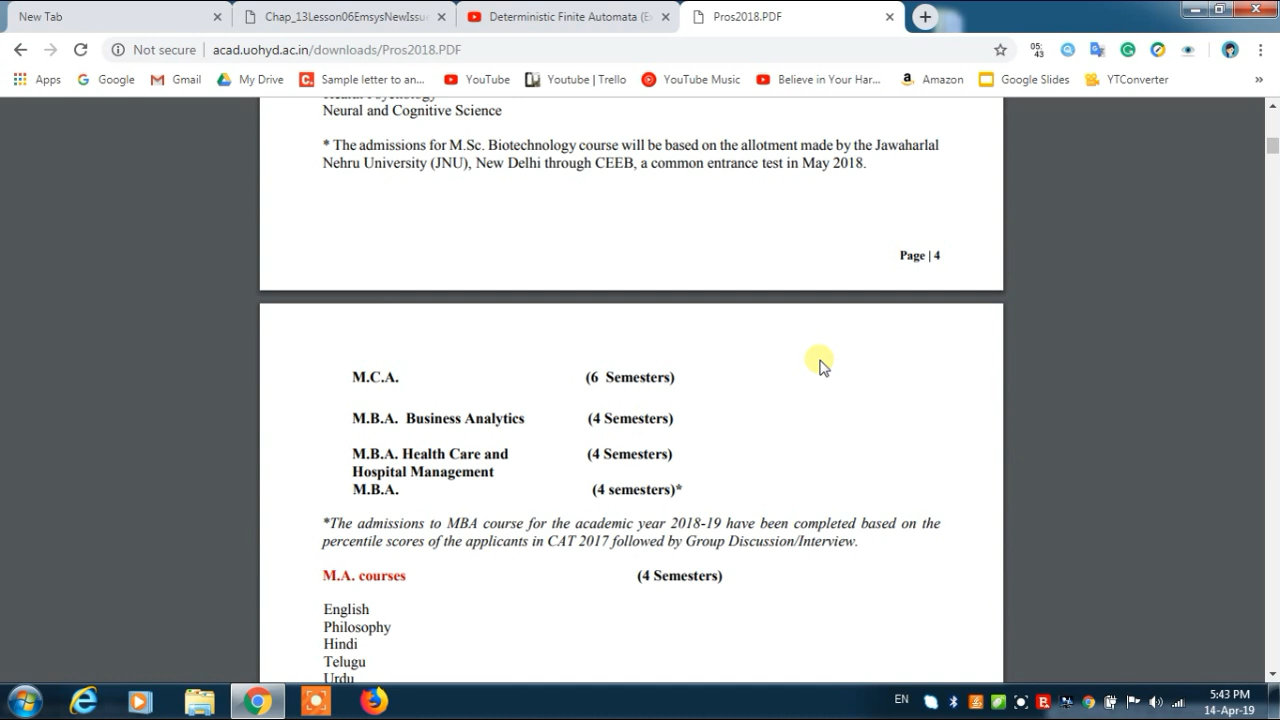 New Tab
Chap_13Lesson06EmsysNewIssu
Deterministic Finite Automata (E
Pros2018.PDF
Not secure
acad.uohyd.ac.in/downloads/Pros2018.PDF
05:
43
Apps
Google
Gmail
My Drive
Sample letter to an...
YouTube
Youtube | Trello
YouTube Music
Believe in Your Har...
Amazon
Google Slides
YTConverter
»
Health Psychology
Neural and Cognitive Science
* The admissions for M.Sc. Biotechnology course will be based on the allotment made by the Jawaharlal
Nehru University (JNU), New Delhi through CEEB, a common entrance test in May 2018.
Page | 4
M.C.A. (6 Semesters)
M.B.A. Business Analytics (4 Semesters)
M.B.A. Health Care and (4 Semesters)
Hospital Management
M.B.A. (4 semesters)*
*The admissions to MBA course for the academic year 2018-19 have been completed based on the
percentile scores of the applicants in CAT 2017 followed by Group Discussion/Interview.
M.A. courses (4 Semesters)
English
Philosophy
Hindi
Telugu
Urdu
EN
5:43 PM
14-Apr-19